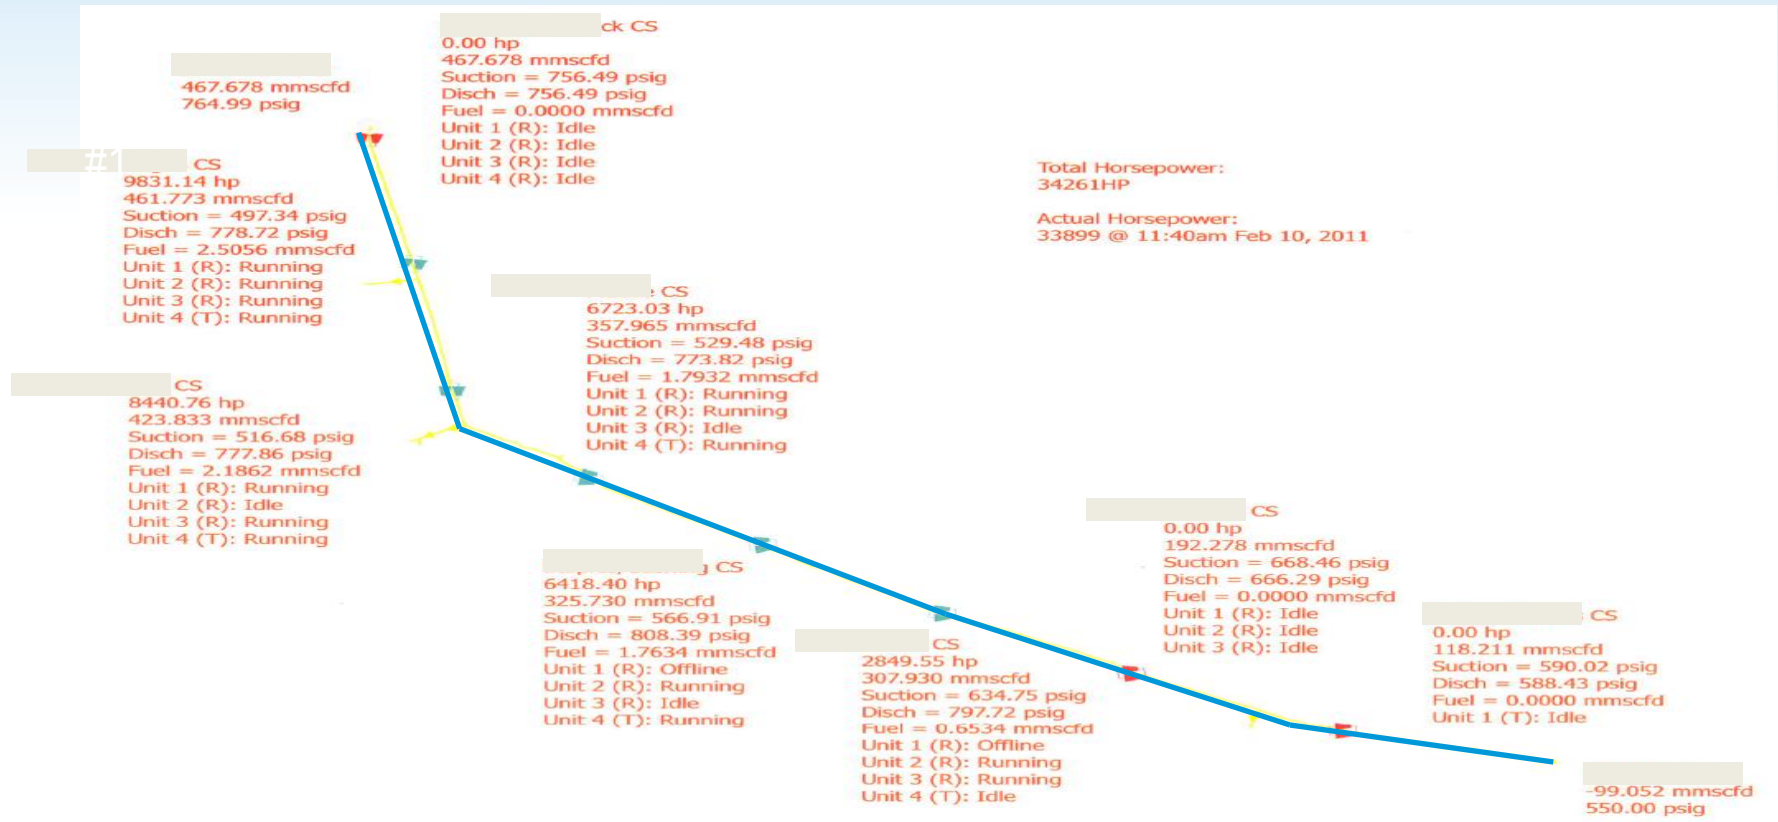 ck CS
0.00 hp
467.678 mmscfd
Suction = 756.49 psig
Disch = 756.49 psig
Fuel = 0.0000 mmscfd
Unit 1 (R): Idle
Unit 2 (R): Idle
Unit 3 (R): Idle
Unit 4 (R): Idle
467.678 mmscfd
764.99 psig
#1
CS
9831.14 hp
461.773 mmscfd
Suction = 497.34 psig
Disch = 778.72 psig
Fuel = 2.5056 mmscfd
Unit 1 (R): Running
Unit 2 (R): Running
Unit 3 (R): Running
Unit 4 (T): Running
Total Horsepower:
34261HP
Actual Horsepower:
33899 @ 11:40am Feb 10, 2011
CS
6723.03 hp
357.965 mmscfd
Suction = 529.48 psig
Disch = 773.82 psig
Fuel = 1.7932 mmscfd
Unit 1 (R): Running
Unit 2 (R): Running
Unit 3 (R): Idle
Unit 4 (T): Running
CS
8440.76 hp
423.833 mmscfd
Suction = 516.68 psig
Disch = 777.86 psig
Fuel = 2.1862 mmscfd
Unit 1 (R): Running
Unit 2 (R): Idle
Unit 3 (R): Running
Unit 4 (T): Running
CS
6418.40 hp
325.730 mmscfd
Suction = 566.91 psig
Disch = 808.39 psig
Fuel = 1.7634 mmscfd
Unit 1 (R): Offline
Unit 2 (R): Running
Unit 3 (R): Idle
Unit 4 (T): Running
CS
2849.55 hp
307.930 mmscfd
Suction = 634.75 psig
Disch = 797.72 psig
Fuel = 0.6534 mmscfd
Unit 1 (R): Offline
Unit 2 (R): Running
Unit 3 (R): Running
Unit 4 (T): Idle
CS
0.00 hp
192.278 mmscfd
Suction = 668.46 psig
Disch = 666.29 psig
Fuel = 0.0000 mmscfd
Unit 1 (R): Idle
Unit 2 (R): Idle
Unit 3 (R): Idle
CS
0.00 hp
118.211 mmscfd
Suction = 590.02 psig
Disch = 588.43 psig
Fuel = 0.0000 mmscfd
Unit 1 (T): Idle
-99.052 mmscfd
550.00 psig